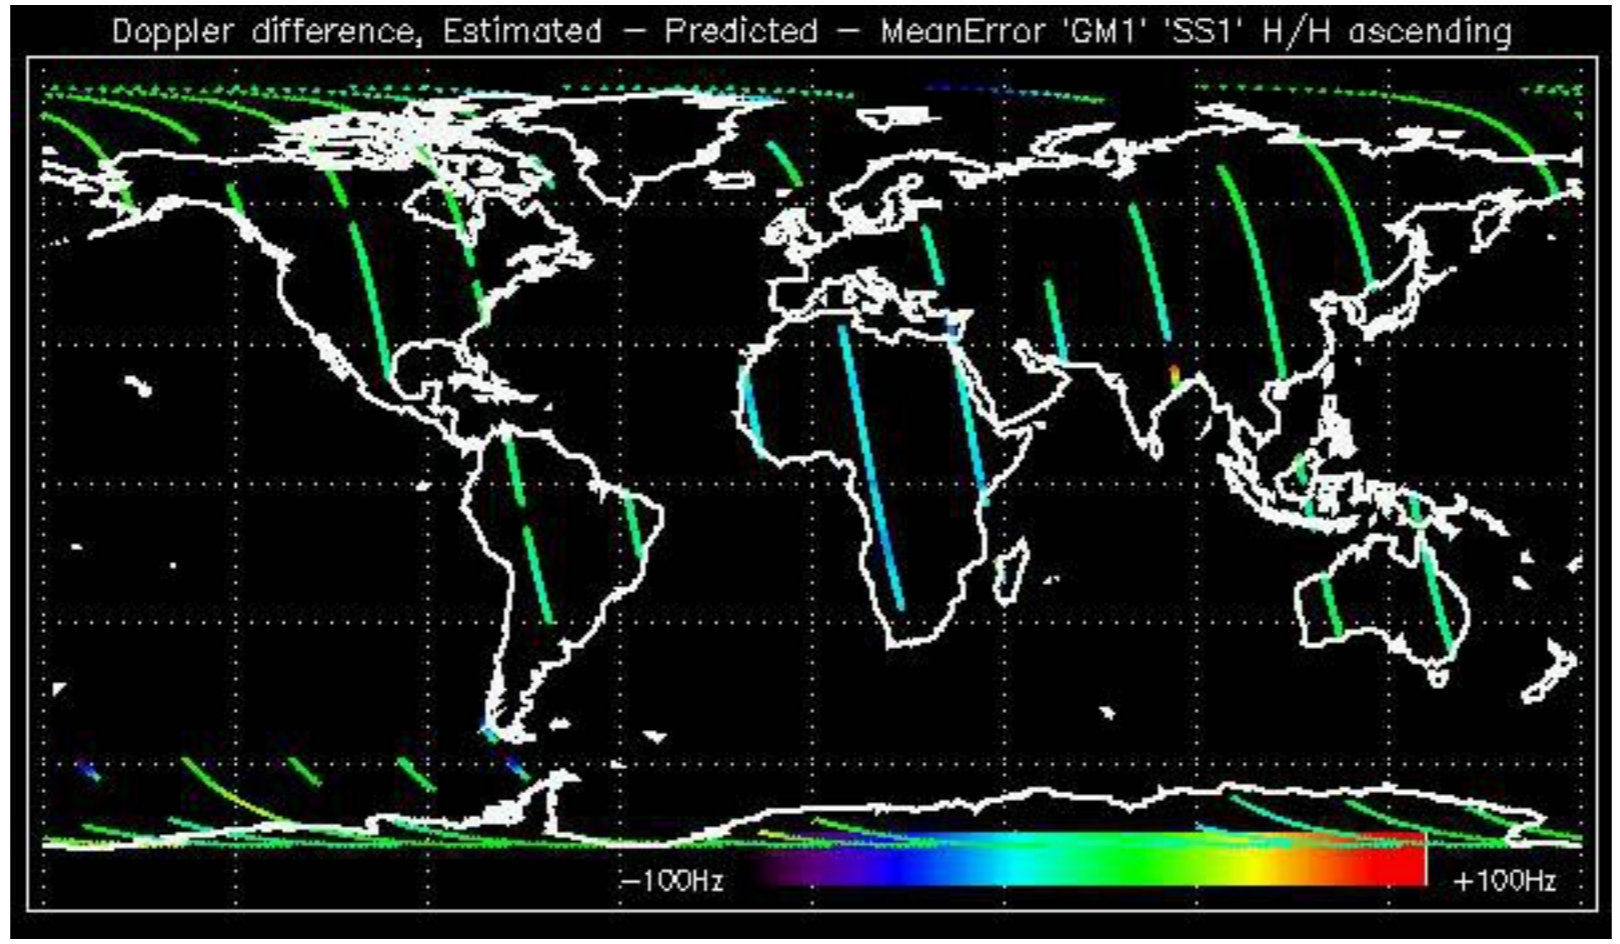 Doppler difference, Estimated — Predicted — MeanError 'GM1' 'SS1' H/H ascending
—100Hz
+100Hz